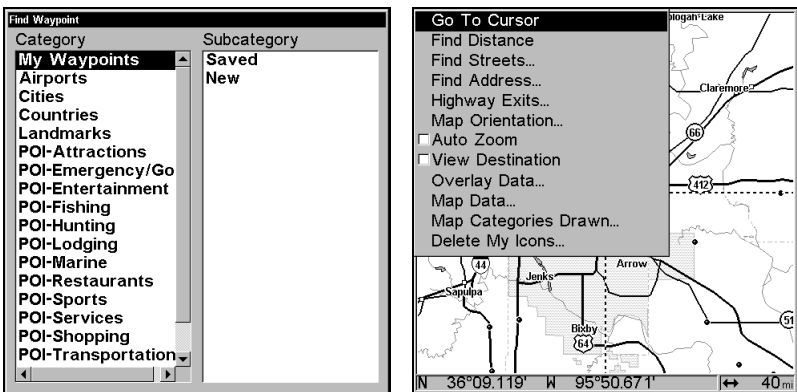 Find Waypoint
Category
Subcategory
My Waypoints
Airports
Cities
Countries
Landmarks
POI-Attractions
POI-Emergency/Go
POI-Entertainment
POI-Fishing
POI-Hunting
POI-Lodging
POI-Marine
POI-Restaurants
POI-Sports
POI-Services
POI-Shopping
POI-Transportation
Saved
New
Go To Cursor
Find Distance
Find Streets...
Find Address...
Highway Exits...
Map Orientation...
Auto Zoom
View Destination
Overlay Data...
Map Data...
Map Categories Drawn...
Delete My Icons...
ologah Lake
Claremore
66
412
44
Arrow
Jenks
Sapulpa
51
Bixby
64
N 36°09.119' W 95°50.671' ↔ 40mi